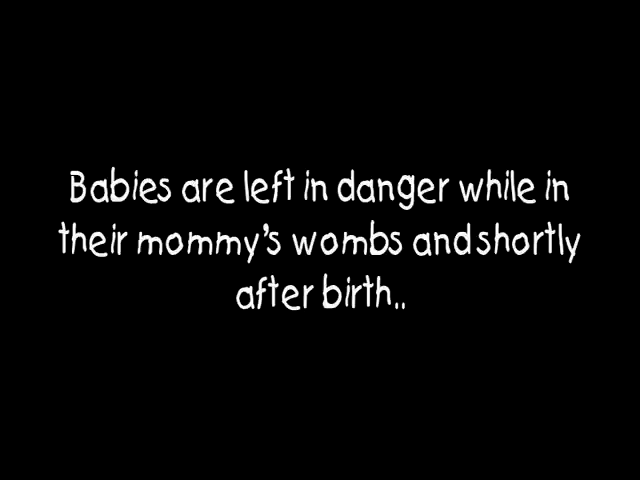 Babies are left in danger while in
their mommy's wombs and shortly
after birth..